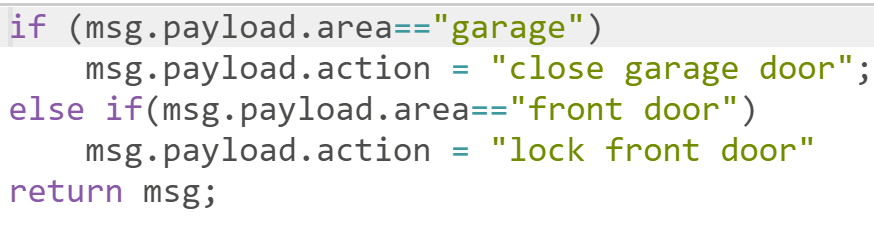 if (msg.payload.area=="garage")
    msg.payload.action = "close garage door";
else if(msg.payload.area=="front door")
    msg.payload.action = "lock front door"
return msg;